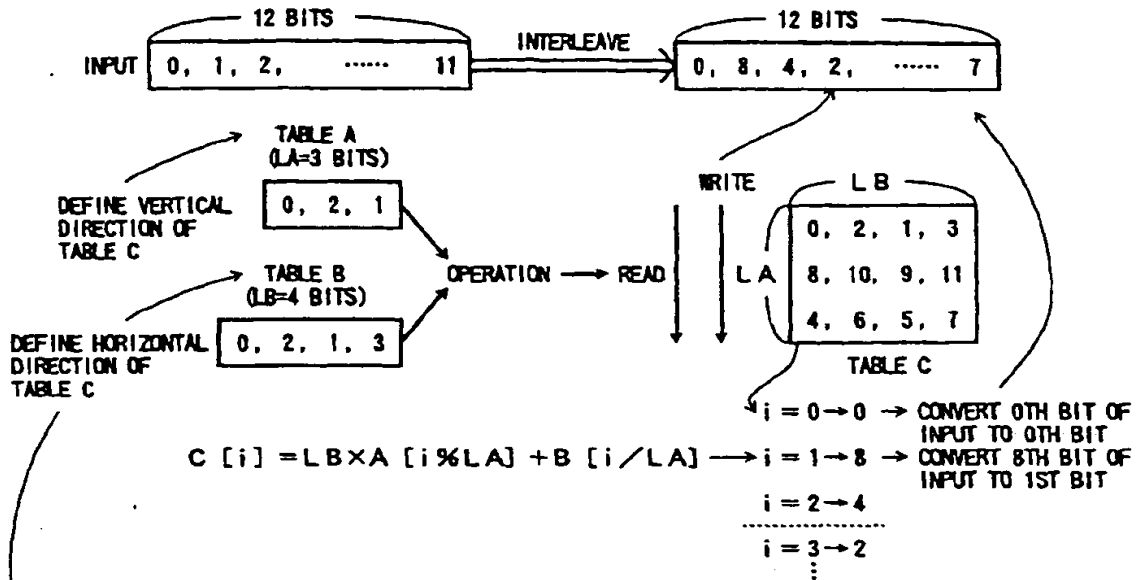 12 BITS
12 BITS
INTERLEAVE
INPUT
0, 1, 2, ······ 11
0, 8, 4, 2, ······ 7
TABLE A
(LA=3 BITS)
0, 2, 1
DEFINE VERTICAL
DIRECTION OF
TABLE C
TABLE B
(LB=4 BITS)
0, 2, 1, 3
DEFINE HORIZONTAL
DIRECTION OF
TABLE C
OPERATION → READ
WRITE
LB
LA
0, 2, 1, 3
8, 10, 9, 11
4, 6, 5, 7
TABLE C
C [i] =LB×A [i%LA] +B [i/LA]
i = 0→0 → CONVERT 0TH BIT OF
INPUT TO 0TH BIT
i = 1→8 → CONVERT 8TH BIT OF
INPUT TO 1ST BIT
i = 2→4
i = 3→2
⋮